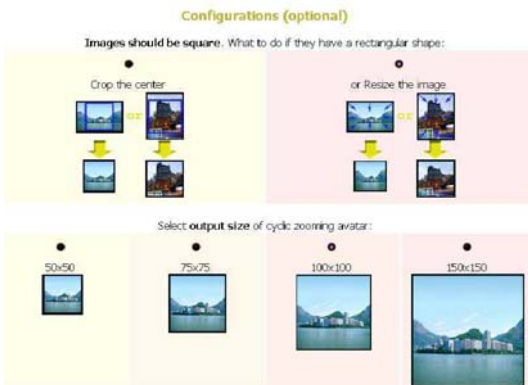 Configurations (optional)
Images should be square. What to do if they have a rectangular shape:
Crop the center
or Resize the image
or
or
Select output size of cyclic zooming avatar:
50x50
75x75
100x100
150x150